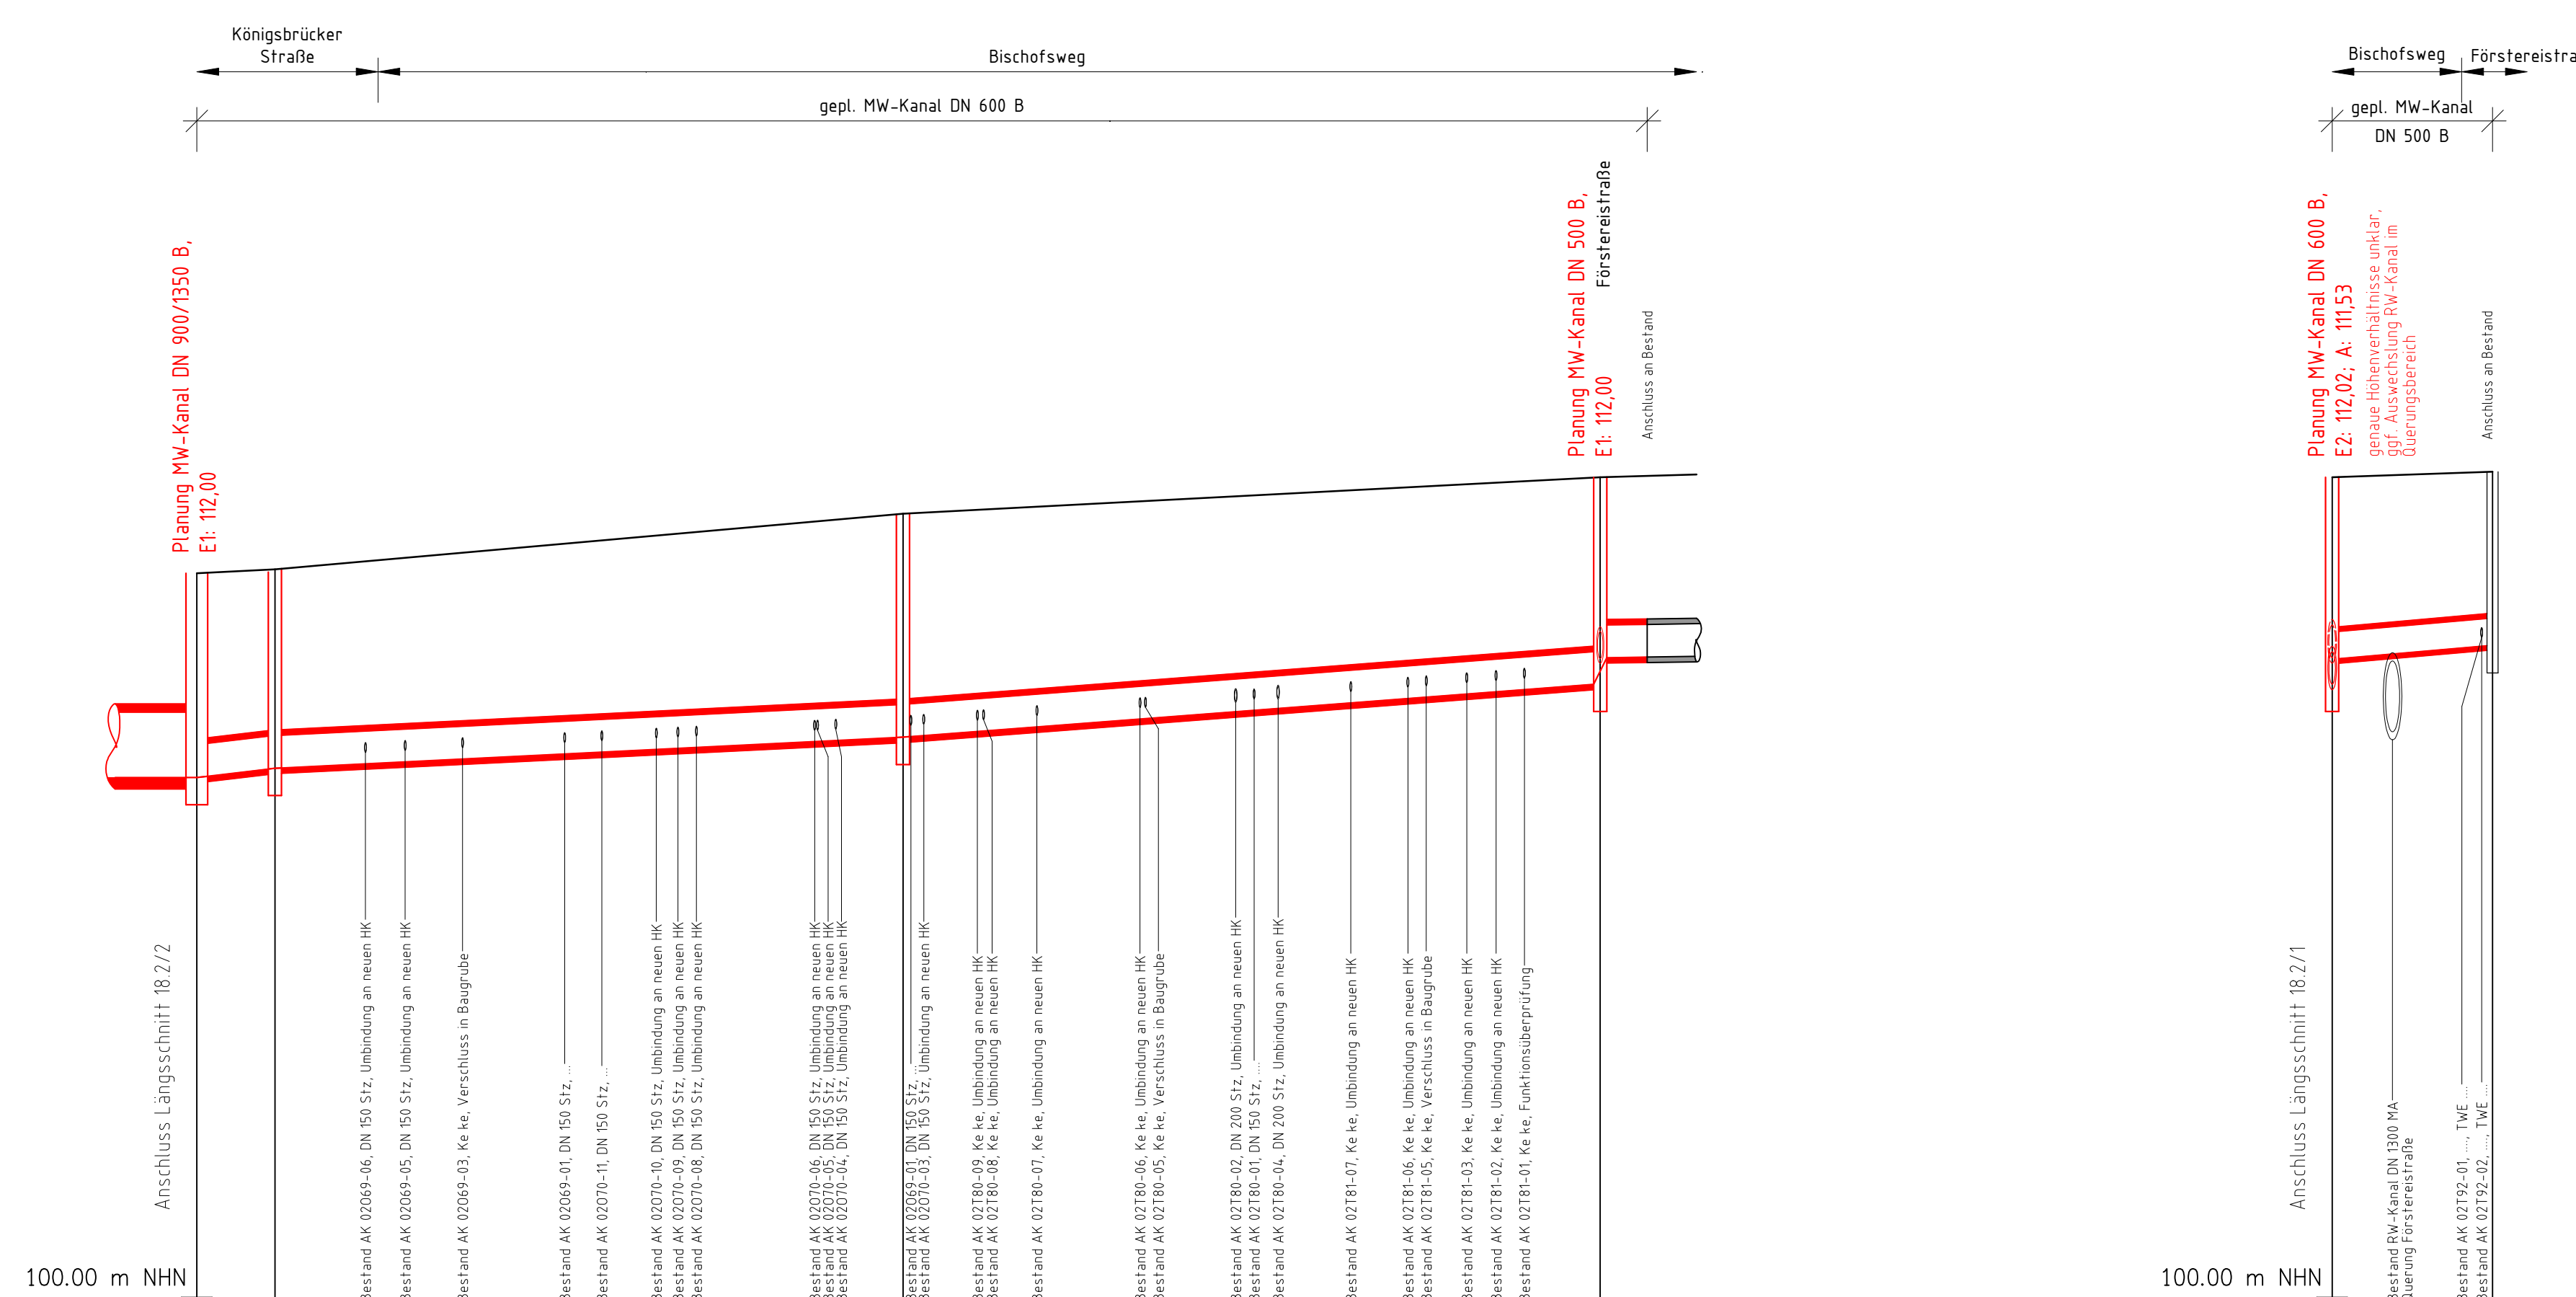 Königsbrücker
Straße
Bischofsweg
gepl. MW-Kanal DN 600 B
Planung MW-Kanal DN 900/1350 B,
E1: 112,00
Planung MW-Kanal DN 500 B,
E1: 112,00
Förstereistraße
Anschluss an Bestand
Anschluss Längsschnitt 18.2/2
100.00 m NHN
Bestand AK 02O69-06, DN 150 Stz, Umbindung an neuen HK
Bestand AK 02O69-05, DN 150 Stz, Umbindung an neuen HK
Bestand AK 02O69-03, Ke ke, Verschluss in Baugrube
Bestand AK 02O69-01, DN 150 Stz, ...
Bestand AK 02O70-11, DN 150 Stz, ...
Bestand AK 02O70-10, DN 150 Stz, Umbindung an neuen HK
Bestand AK 02O70-09, DN 150 Stz, Umbindung an neuen HK
Bestand AK 02O70-08, DN 150 Stz, Umbindung an neuen HK
Bestand AK 02O70-06, DN 150 Stz, Umbindung an neuen HK
Bestand AK 02O70-05, DN 150 Stz, Umbindung an neuen HK
Bestand AK 02O70-04, DN 150 Stz, Umbindung an neuen HK
Bestand AK 02O69-01, DN 150 Stz, ...
Bestand AK 02O70-03, DN 150 Stz, Umbindung an neuen HK
Bestand AK 02T80-09, Ke ke, Umbindung an neuen HK
Bestand AK 02T80-08, Ke ke, Umbindung an neuen HK
Bestand AK 02T80-07, Ke ke, Umbindung an neuen HK
Bestand AK 02T80-06, Ke ke, Umbindung an neuen HK
Bestand AK 02T80-05, Ke ke, Verschluss in Baugrube
Bestand AK 02T80-02, DN 200 Stz, Umbindung an neuen HK
Bestand AK 02T80-01, DN 150 Stz, ....
Bestand AK 02T80-04, DN 200 Stz, Umbindung an neuen HK
Bestand AK 02T81-07, Ke ke, Umbindung an neuen HK
Bestand AK 02T81-06, Ke ke, Umbindung an neuen HK
Bestand AK 02T81-05, Ke ke, Verschluss in Baugrube
Bestand AK 02T81-03, Ke ke, Umbindung an neuen HK
Bestand AK 02T81-02, Ke ke, Umbindung an neuen HK
Bestand AK 02T81-01, Ke ke, Funktionsüberprüfung
Bischofsweg
Förstereistra
gepl. MW-Kanal
DN 500 B
Planung MW-Kanal DN 600 B,
E2: 112,02; A: 111,53
genaue Höhenverhältnisse unklar,
ggf. Auswechslung RW-Kanal im
Querungsbereich
Anschluss an Bestand
Anschluss Längsschnitt 18.2/1
100.00 m NHN
Bestand RW-Kanal DN 1300 MA
Querung Förstereistraße
Bestand AK 02T92-01, ...., TWE ....
Bestand AK 02T92-02, ...., TWE ....